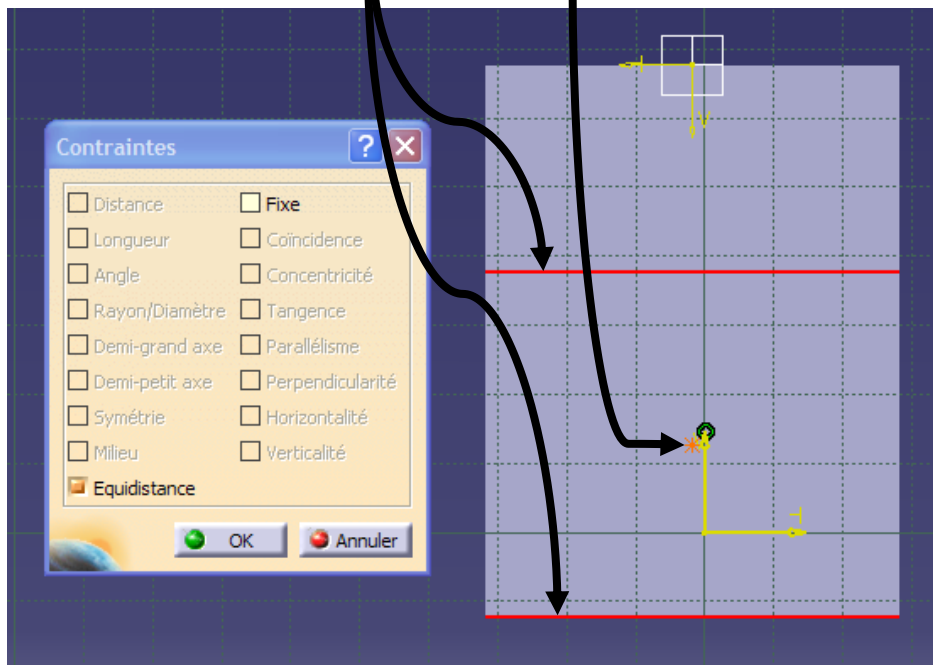 Contraintes
?
X
Distance
Fixe
Longueur
Coïncidence
Angle
Concentricité
Rayon/Diamètre
Tangence
Demi-grand axe
Parallélisme
Demi-petit axe
Perpendicularité
Symétrie
Horizontalité
Milieu
Verticalité
Equidistance
OK
Annuler
V